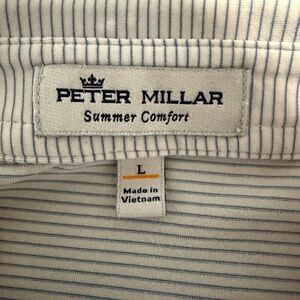 PETER MILLAR
Summer Comfort
L
Made in
Vietnam